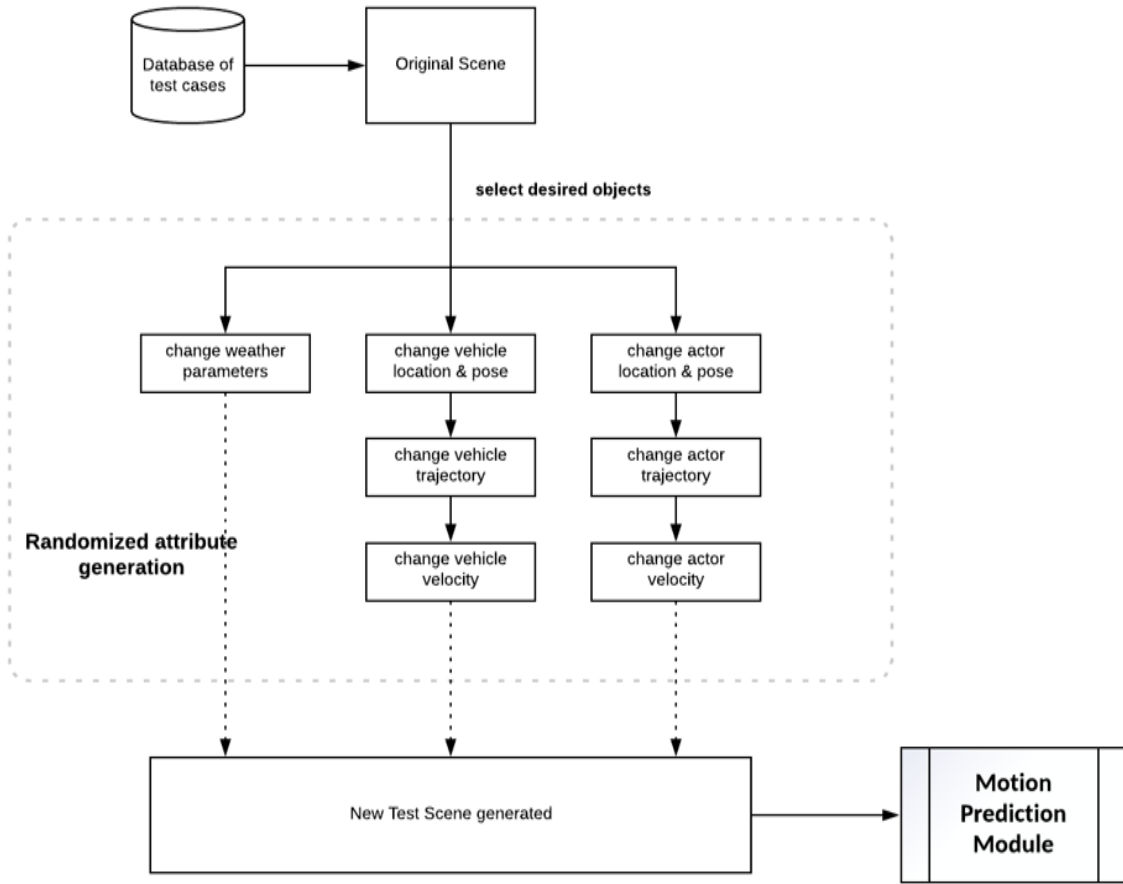 Database of
test cases
Original Scene
select desired objects
change weather
parameters
change vehicle
location & pose
change actor
location & pose
change vehicle
trajectory
change actor
trajectory
Randomized attribute
generation
change vehicle
velocity
change actor
velocity
New Test Scene generated
Motion
Prediction
Module